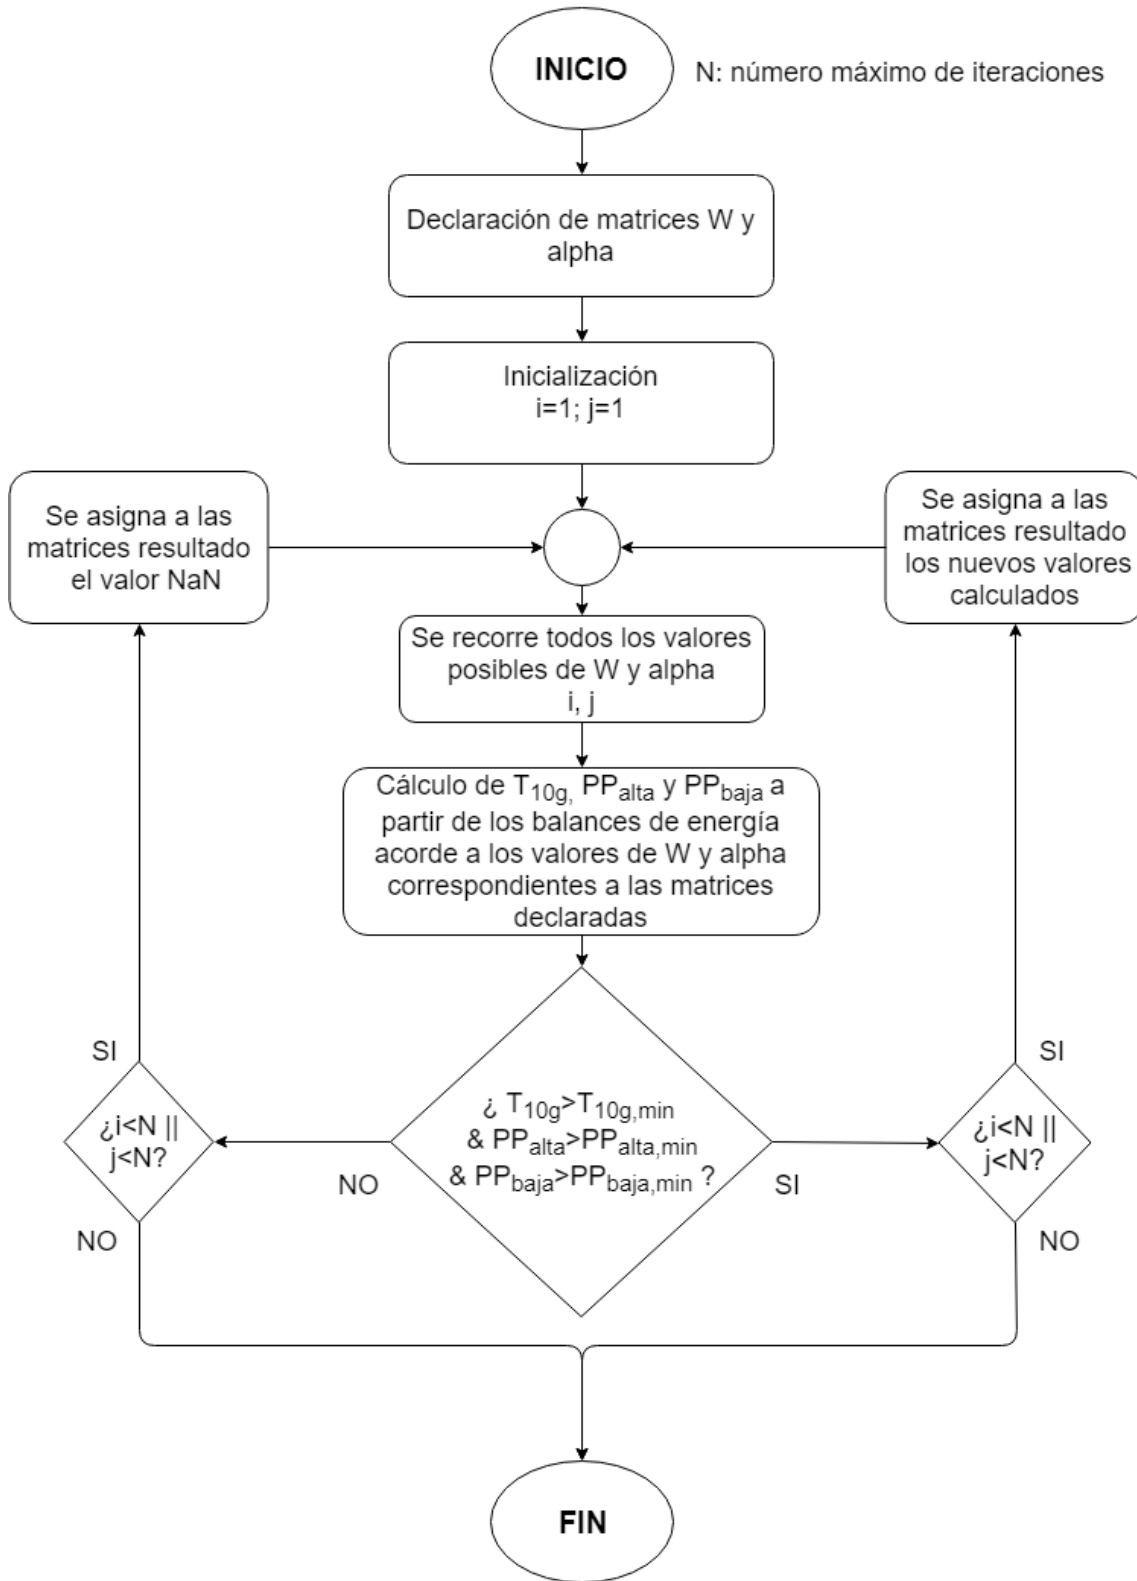 INICIO
N: número máximo de iteraciones
Declaración de matrices W y
alpha
Inicialización
i=1; j=1
Se asigna a las
matrices resultado
el valor NaN
Se asigna a las
matrices resultado
los nuevos valores
calculados
Se recorre todos los valores
posibles de W y alpha
i, j
Cálculo de T10g, PPalta y PPbaja a
partir de los balances de energía
acorde a los valores de W y alpha
correspondientes a las matrices
declaradas
SI
SI
¿i<N ||
j<N?
¿ T10g>T10g,min
& PPalta>PPalta,min
& PPbaja>PPbaja,min ?
¿i<N ||
j<N?
NO
SI
NO
NO
FIN